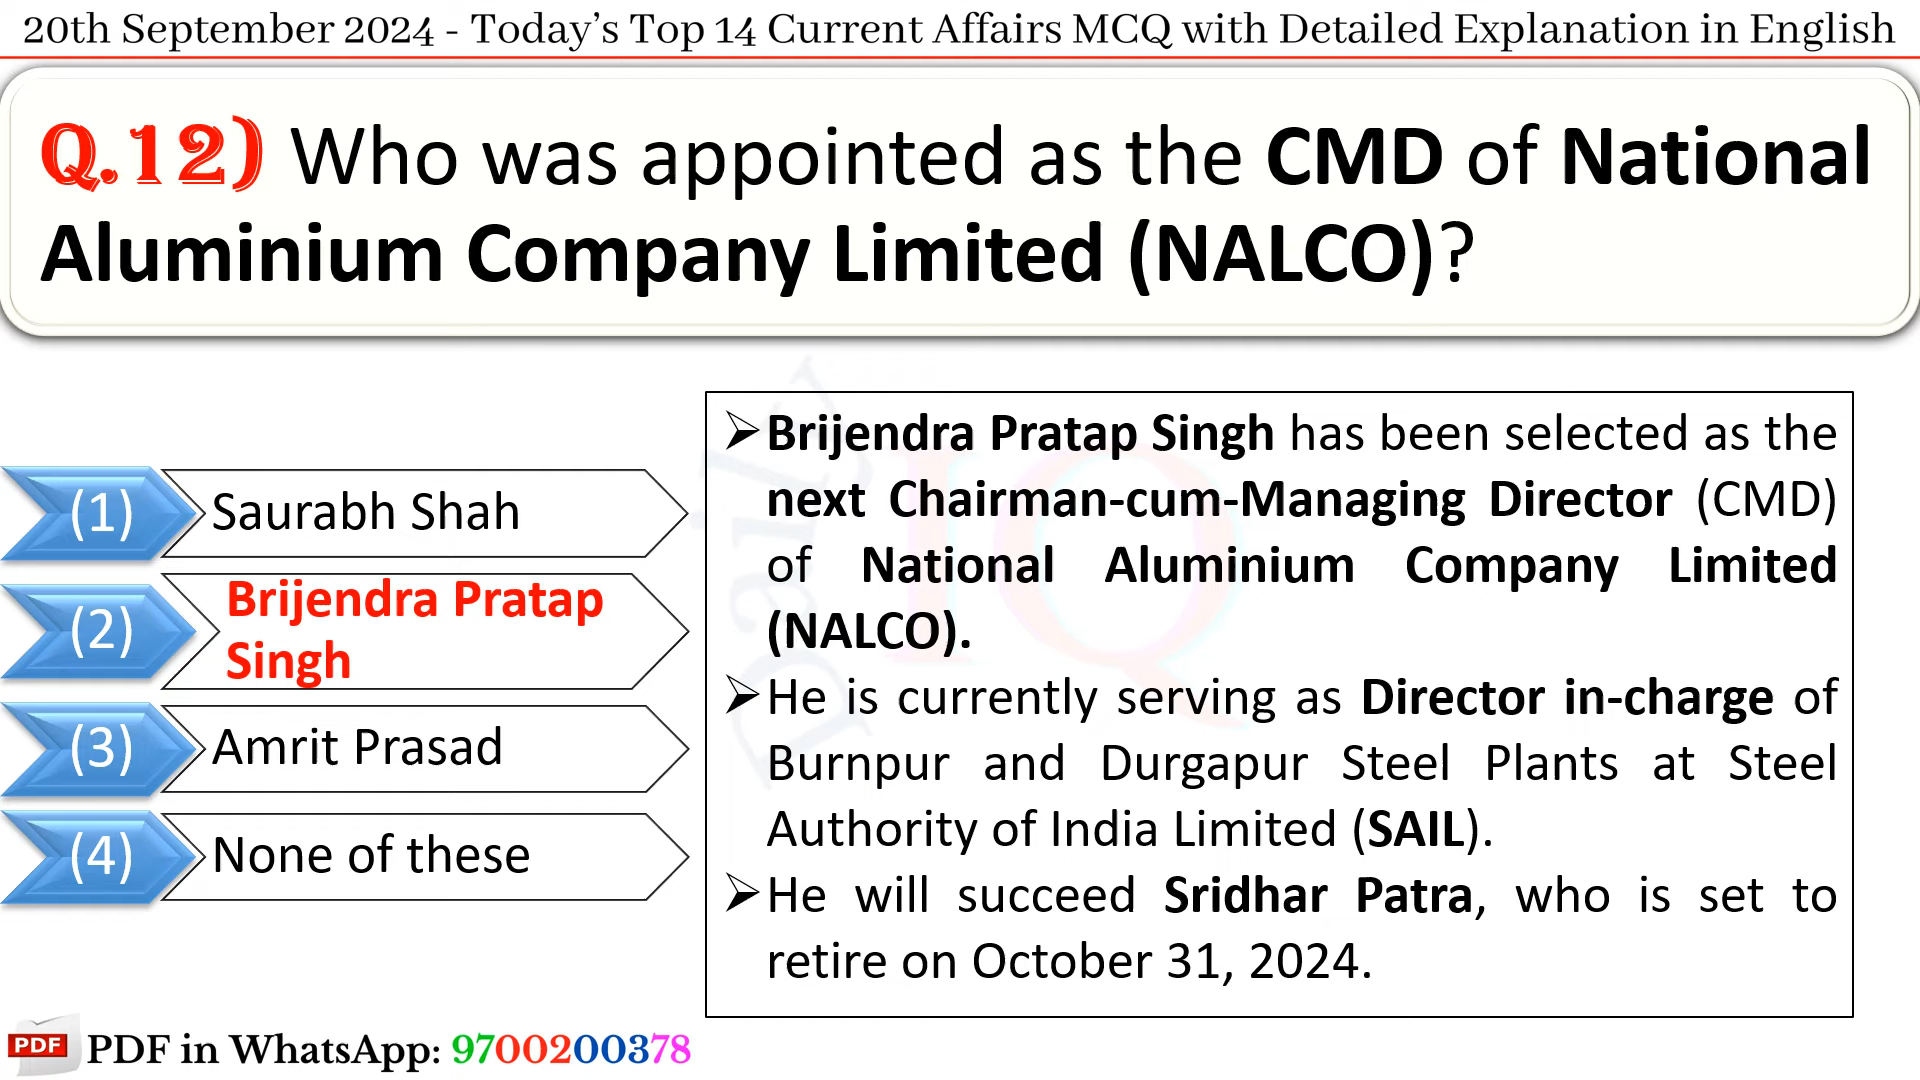 20th September 2024 - Today’s Top 14 Current Affairs MCQ with Detailed Explanation in English
Q.12) Who was appointed as the CMD of National
Aluminium Company Limited (NALCO)?
(1) Saurabh Shah
(2) Brijendra Pratap
Singh
(3) Amrit Prasad
(4) None of these
➢Brijendra Pratap Singh has been selected as the
next Chairman-cum-Managing Director (CMD)
of National Aluminium Company Limited
(NALCO).
➢He is currently serving as Director in-charge of
Burnpur and Durgapur Steel Plants at Steel
Authority of India Limited (SAIL).
➢He will succeed Sridhar Patra, who is set to
retire on October 31, 2024.
Daily IQ
PDF PDF in WhatsApp: 9700200378